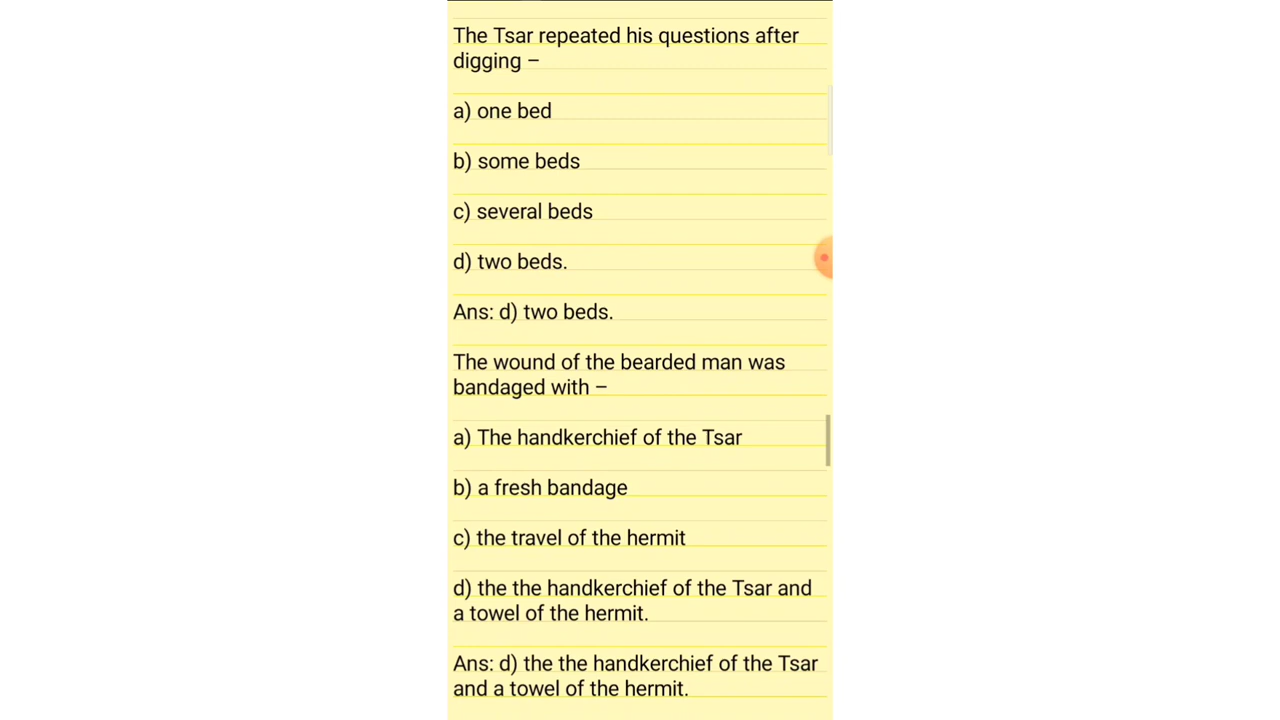 The Tsar repeated his questions after
digging –
a) one bed
b) some beds
c) several beds
d) two beds.
Ans: d) two beds.
The wound of the bearded man was
bandaged with –
a) The handkerchief of the Tsar
b) a fresh bandage
c) the travel of the hermit
d) the the handkerchief of the Tsar and
a towel of the hermit.
Ans: d) the the handkerchief of the Tsar
and a towel of the hermit.